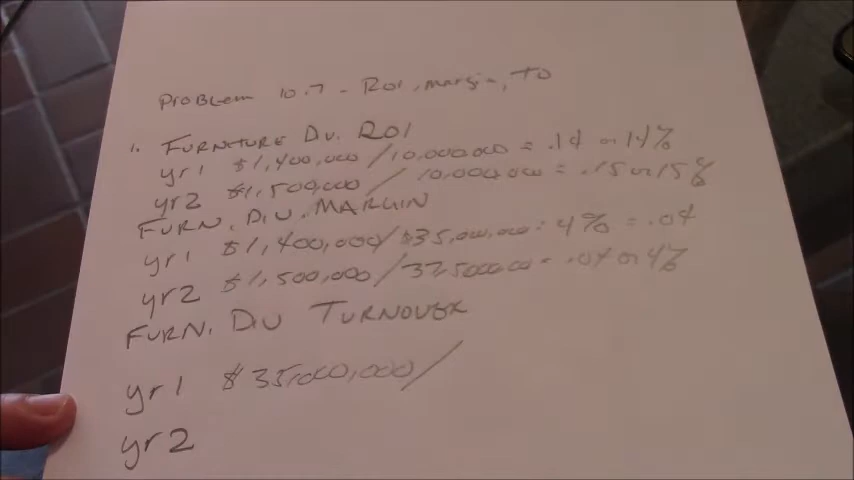 Problem 10.7 - ROI, margin, TO
1. FURNITURE DIV. ROI
yr1 $1,400,000/10,000,000 = .14 or 14%
yr2 $1,500,000/10,000,000 = .15 or 15%
FURN. DIV. MARGIN
yr1 $1,400,000/$35,000,000 = 4% = .04
yr2 $1,500,000/37,500,000 = .04 or 4%
FURN. DIV TURNOVER
yr1 $35,000,000/
yr2